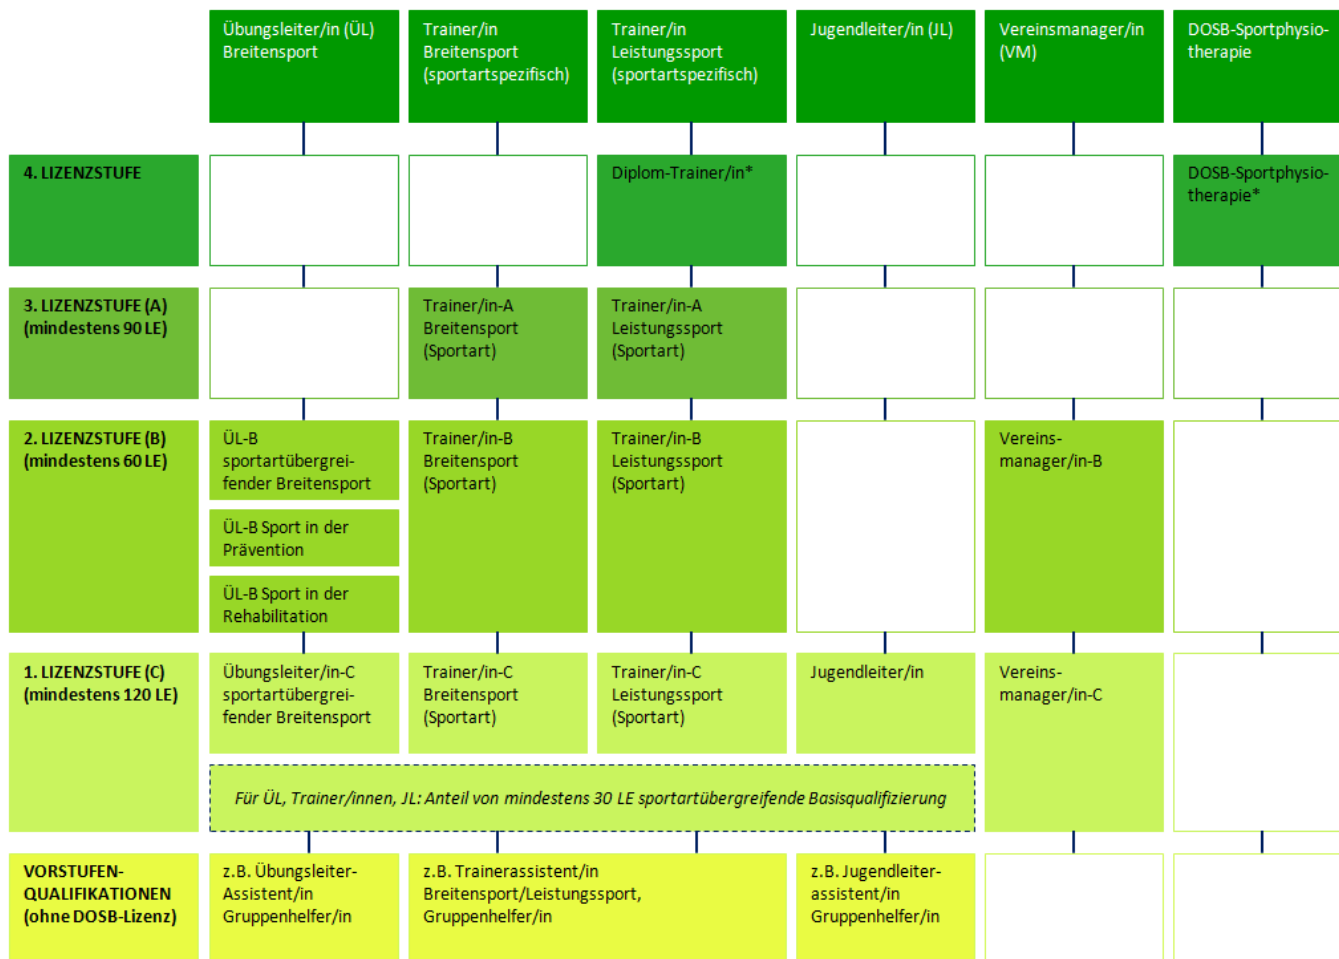 Übungsleiter/in (ÜL)
Breitensport
Trainer/in
Breitensport
(sportartspezifisch)
Trainer/in
Leistungssport
(sportartspezifisch)
Jugendleiter/in (JL)
Vereinsmanager/in
(VM)
DOSB-Sportphysio-
therapie
4. LIZENZSTUFE
Diplom-Trainer/in*
DOSB-Sportphysio-
therapie*
3. LIZENZSTUFE (A)
(mindestens 90 LE)
Trainer/in-A
Breitensport
(Sportart)
Trainer/in-A
Leistungssport
(Sportart)
2. LIZENZSTUFE (B)
(mindestens 60 LE)
ÜL-B
sportartübergrei-
fender Breitensport
ÜL-B Sport in der
Prävention
ÜL-B Sport in der
Rehabilitation
Trainer/in-B
Breitensport
(Sportart)
Trainer/in-B
Leistungssport
(Sportart)
Vereins-
manager/in-B
1. LIZENZSTUFE (C)
(mindestens 120 LE)
Übungsleiter/in-C
sportartübergrei-
fender Breitensport
Trainer/in-C
Breitensport
(Sportart)
Trainer/in-C
Leistungssport
(Sportart)
Jugendleiter/in
Vereins-
manager/in-C
Für ÜL, Trainer/innen, JL: Anteil von mindestens 30 LE sportartübergreifende Basisqualifizierung
VORSTUFEN-
QUALIFIKATIONEN
(ohne DOSB-Lizenz)
z.B. Übungsleiter-
Assistent/in
Gruppenhelfer/in
z.B. Trainerassistent/in
Breitensport/Leistungssport,
Gruppenhelfer/in
z.B. Jugendleiter-
assistent/in
Gruppenhelfer/in